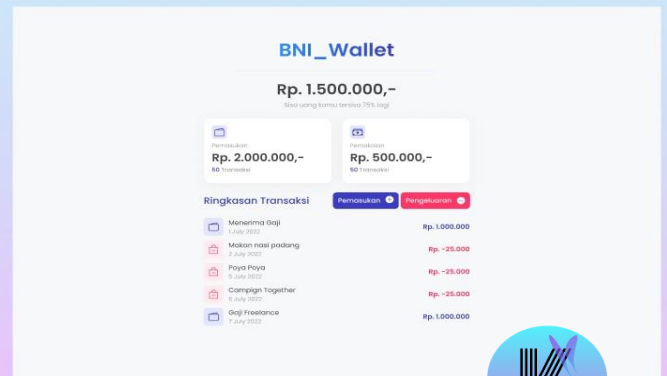 BNI_Wallet
Rp. 1.500.000,-
Sisa uang kamu tersisa 75% lagi
Pemasukan
Rp. 2.000.000,-
50 Transaksi
Pemakaian
Rp. 500.000,-
50 Transaksi
Ringkasan Transaksi
Pemasukan
Pengeluaran
Menerima Gaji
Rp. 1.000.000
1 July 2022
Makan nasi padang
Rp. -25.000
3 July 2022
Poya Poya
Rp. -25.000
5 July 2022
Campign Together
Rp. -25.000
6 July 2022
Gaji Freelance
Rp. 1.000.000
7 July 2022